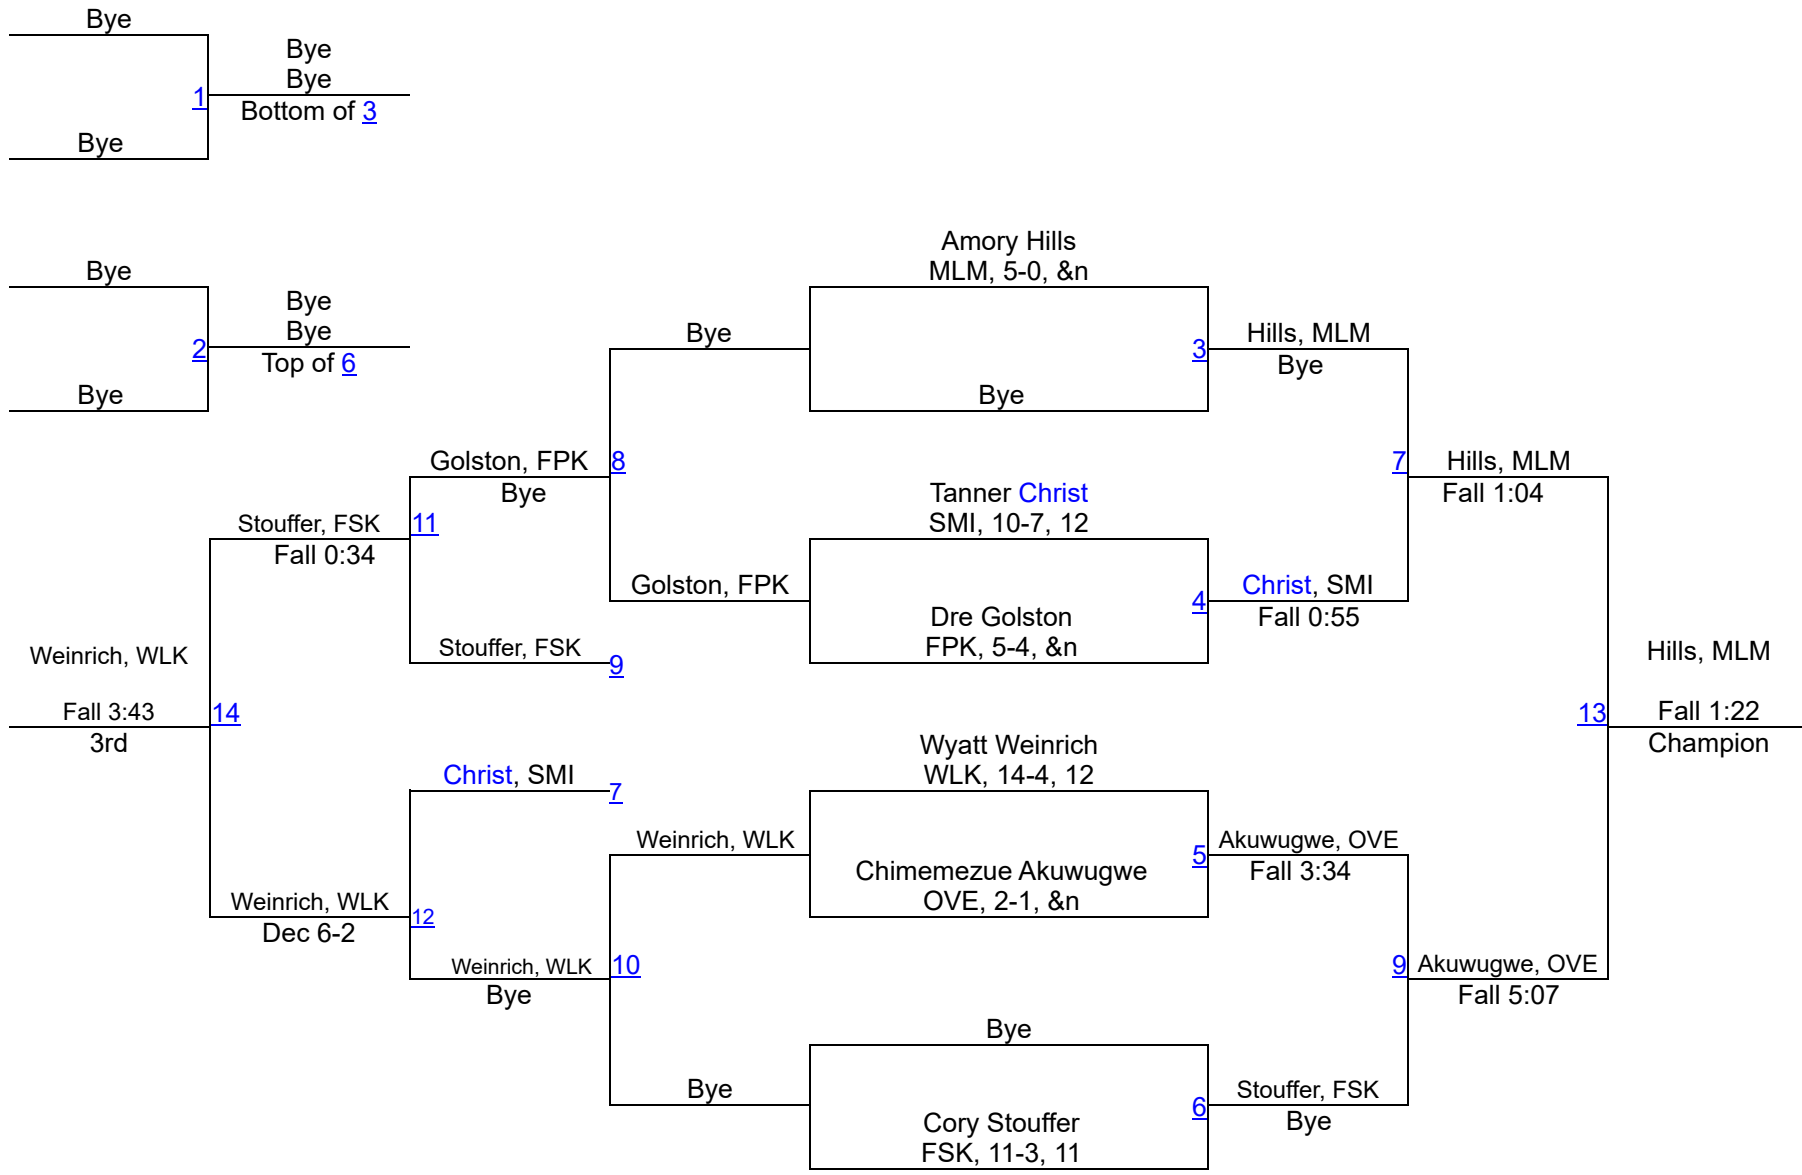 Bye
Bye
Bye
1
Bottom of 3
Bye
Bye
Bye
Bye
2
Top of 6
Bye
Amory Hills
MLM, 5-0, &n
Bye
3
Hills, MLM
Bye
Bye
Golston, FPK
8
Bye
7
Hills, MLM
Fall 1:04
Tanner Christ
SMI, 10-7, 12
Stouffer, FSK
11
Fall 0:34
Golston, FPK
4
Christ, SMI
Fall 0:55
Dre Golston
FPK, 5-4, &n
Stouffer, FSK
9
Weinrich, WLK
Fall 3:43
14
3rd
Hills, MLM
13
Fall 1:22
Champion
Wyatt Weinrich
WLK, 14-4, 12
Christ, SMI
7
Weinrich, WLK
5
Akuwugwe, OVE
Fall 3:34
Chimemezue Akuwugwe
OVE, 2-1, &n
Weinrich, WLK
12
Dec 6-2
Weinrich, WLK
10
Bye
9
Akuwugwe, OVE
Fall 5:07
Bye
Bye
6
Stouffer, FSK
Bye
Cory Stouffer
FSK, 11-3, 11